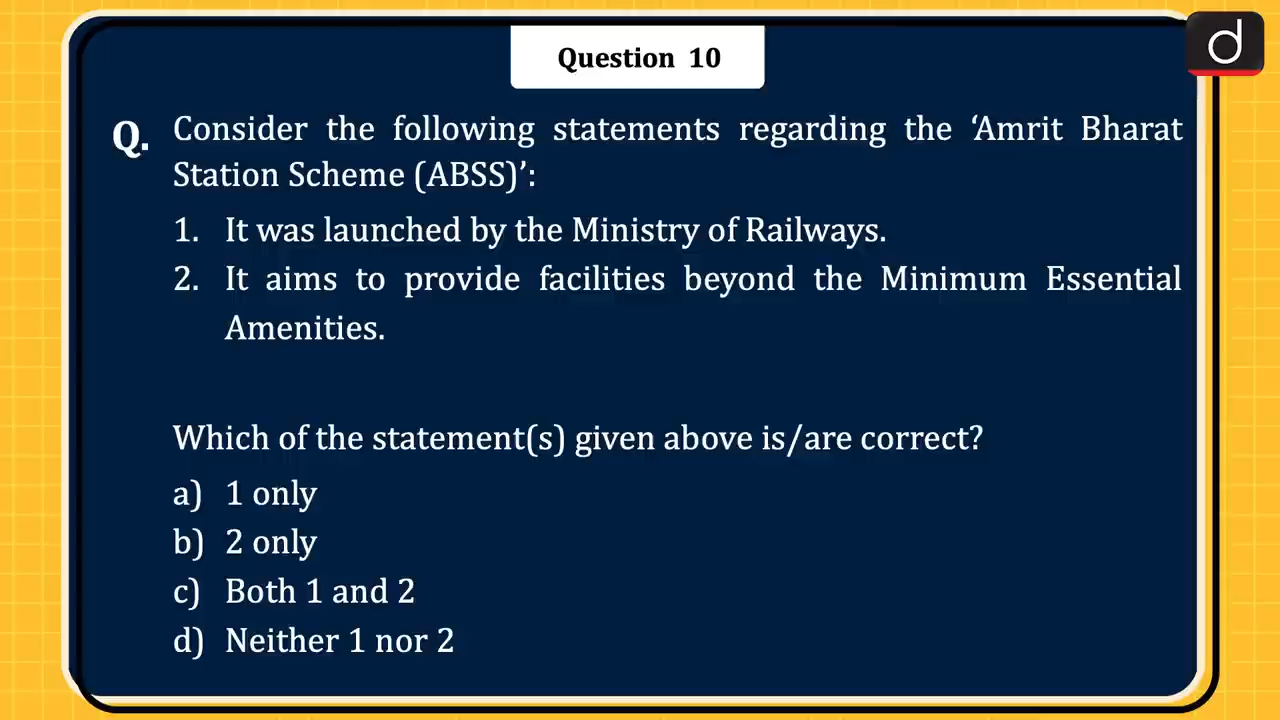 Question 10
Q. Consider the following statements regarding the ‘Amrit Bharat
Station Scheme (ABSS)’:
1. It was launched by the Ministry of Railways.
2. It aims to provide facilities beyond the Minimum Essential
Amenities.
Which of the statement(s) given above is/are correct?
a) 1 only
b) 2 only
c) Both 1 and 2
d) Neither 1 nor 2
d